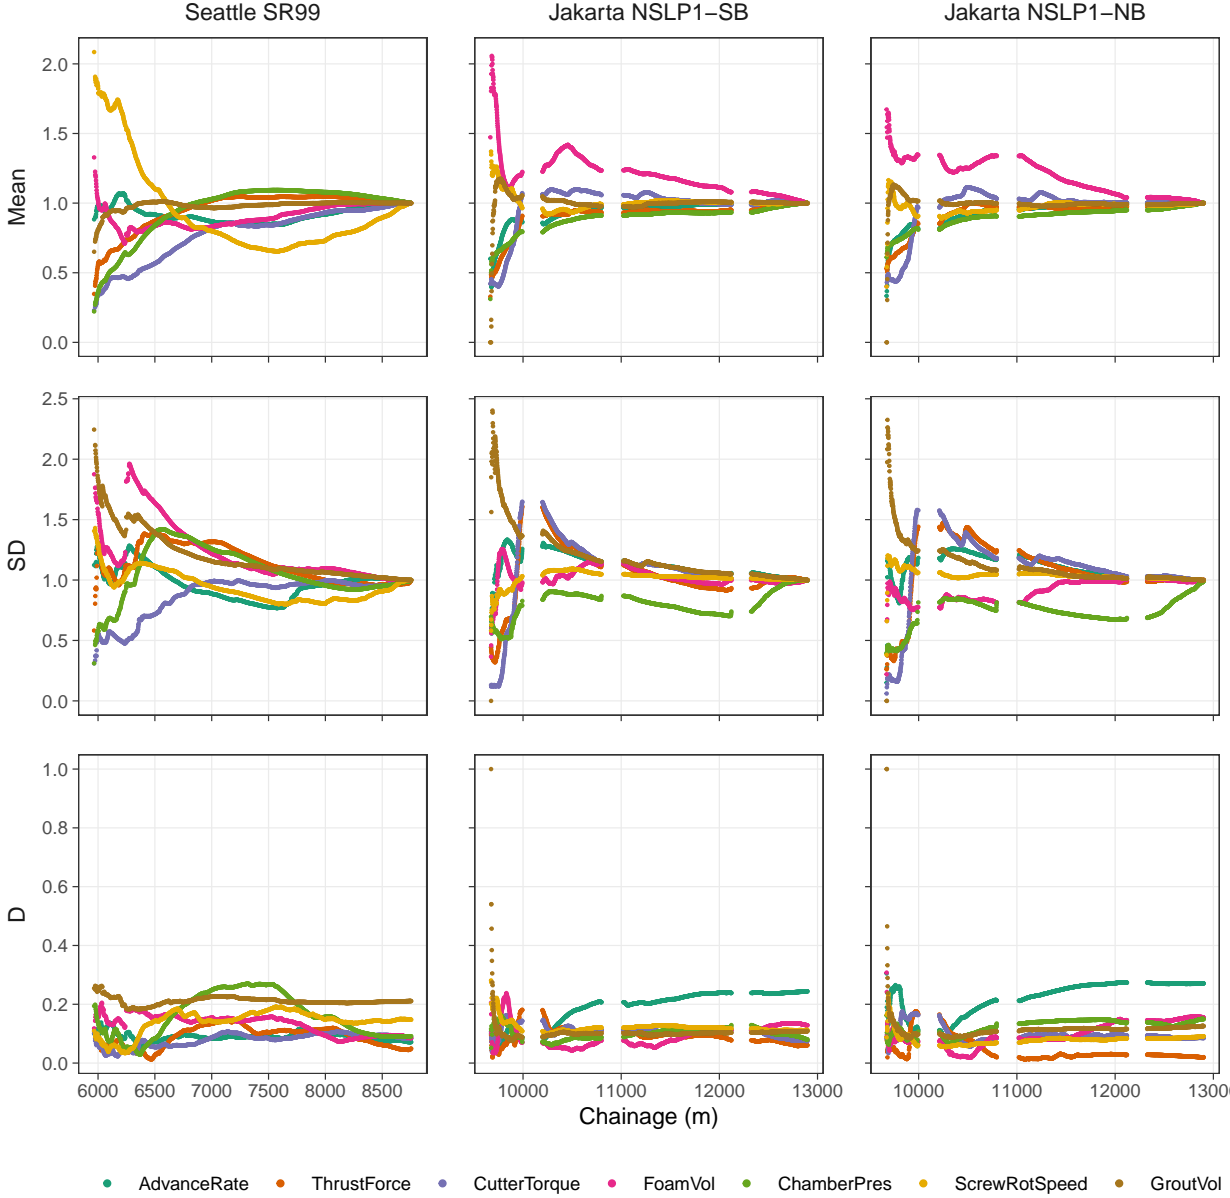 Seattle SR99 Jakarta NSLP1−SB Jakarta NSLP1−NB
Mean
2.0
1.5
1.0
0.5
0.0
SD
2.5
2.0
1.5
1.0
0.5
0.0
D
1.0
0.8
0.6
0.4
0.2
0.0
6000 6500 7000 7500 8000 8500 10000 11000 12000 13000 10000 11000 12000 1300
Chainage (m)
AdvanceRate ThrustForce CutterTorque FoamVol ChamberPres ScrewRotSpeed GroutVol